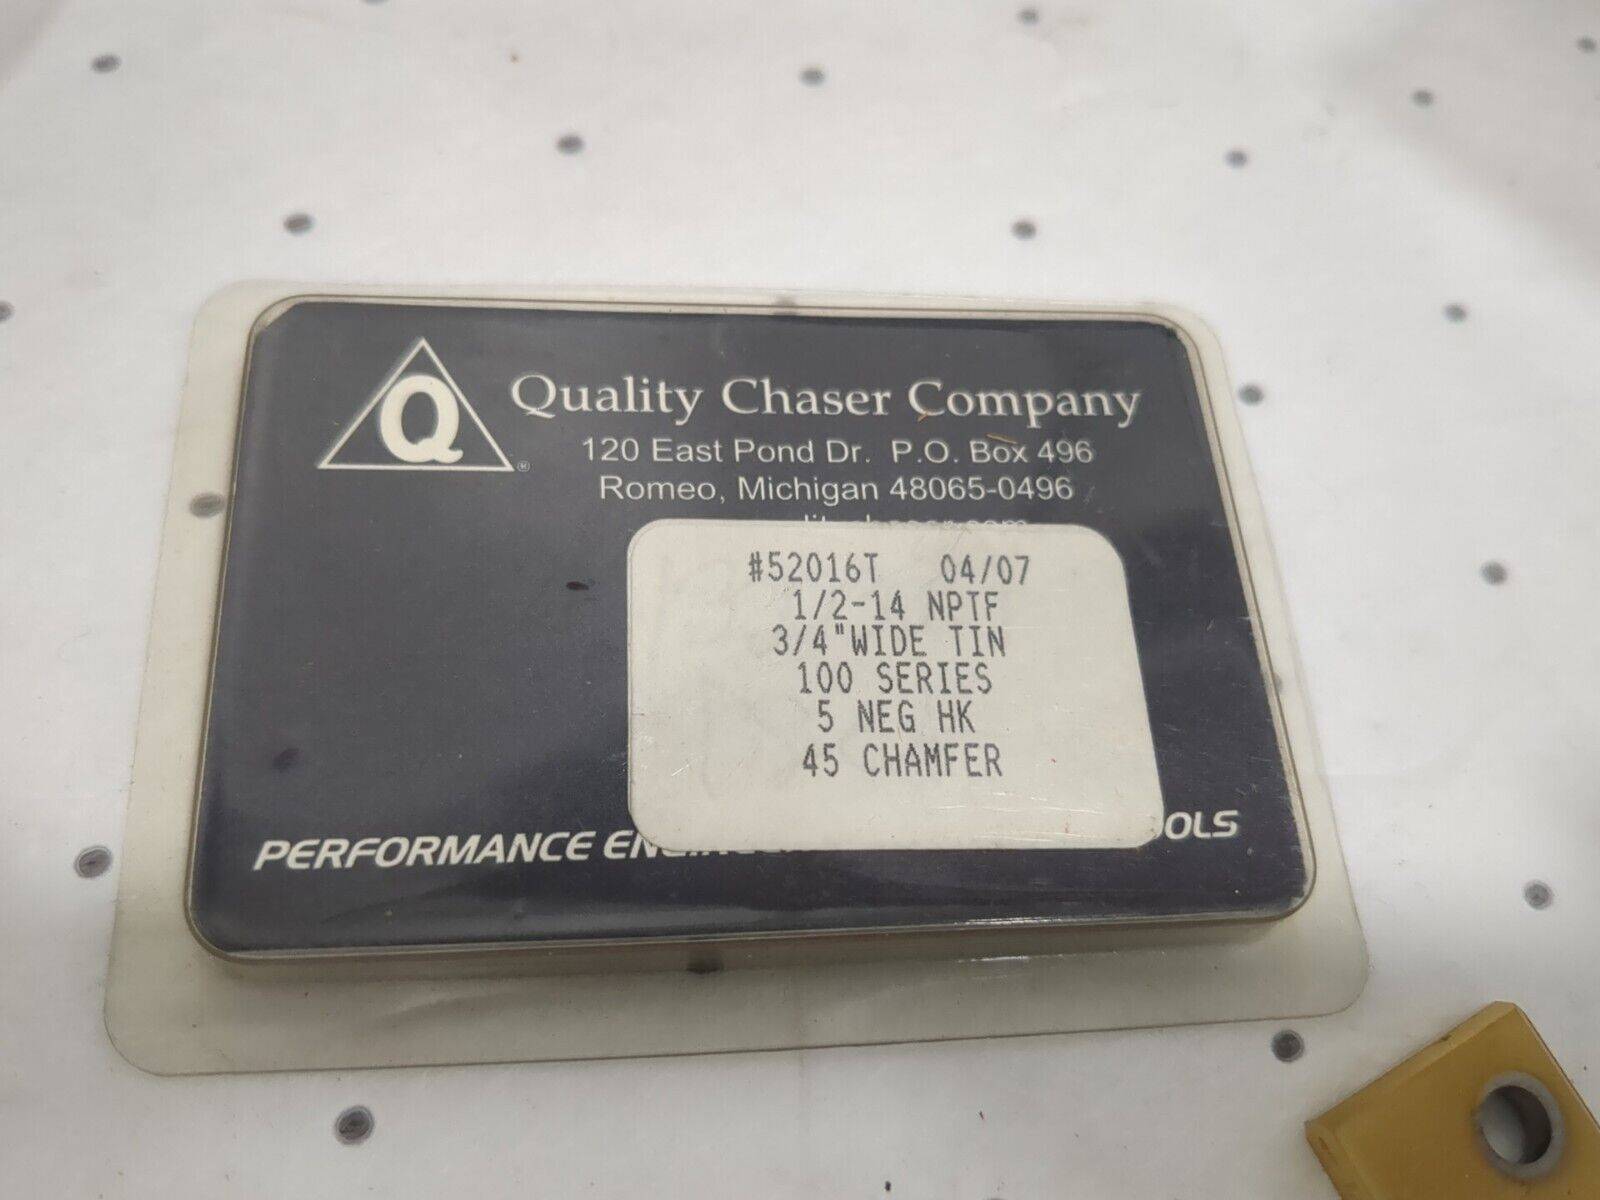 Q ®
Quality Chaser Company
120 East Pond Dr. P.O. Box 496
Romeo, Michigan 48065-0496
#52016T 04/07
1/2-14 NPTF
3/4"WIDE TIN
100 SERIES
5 NEG HK
45 CHAMFER
PERFORMANCE